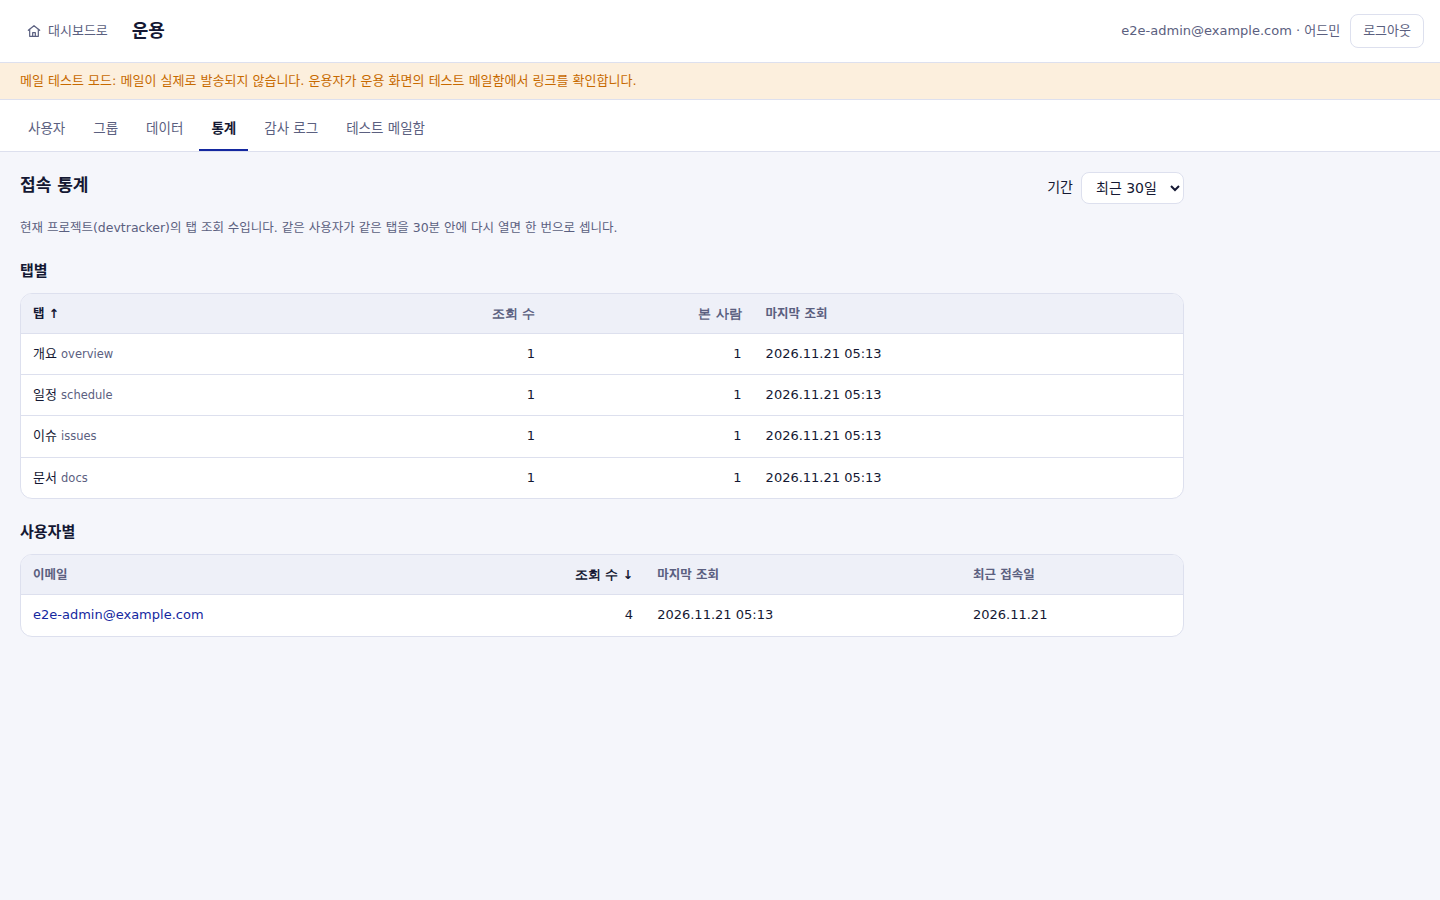 대시보드로 운용 e2e-admin@example.com · 어드민 로그아웃
메일 테스트 모드: 메일이 실제로 발송되지 않습니다. 운용자가 운용 화면의 테스트 메일함에서 링크를 확인합니다.
사용자 그룹 데이터 통계 감사 로그 테스트 메일함
접속 통계 기간 최근 30일
현재 프로젝트(devtracker)의 탭 조회 수입니다. 같은 사용자가 같은 탭을 30분 안에 다시 열면 한 번으로 셉니다.
탭별
탭 ↑ 조회 수 본 사람 마지막 조회
개요 overview 1 1 2026.11.21 05:13
일정 schedule 1 1 2026.11.21 05:13
이슈 issues 1 1 2026.11.21 05:13
문서 docs 1 1 2026.11.21 05:13
사용자별
이메일 조회 수 ↓ 마지막 조회 최근 접속일
e2e-admin@example.com 4 2026.11.21 05:13 2026.11.21